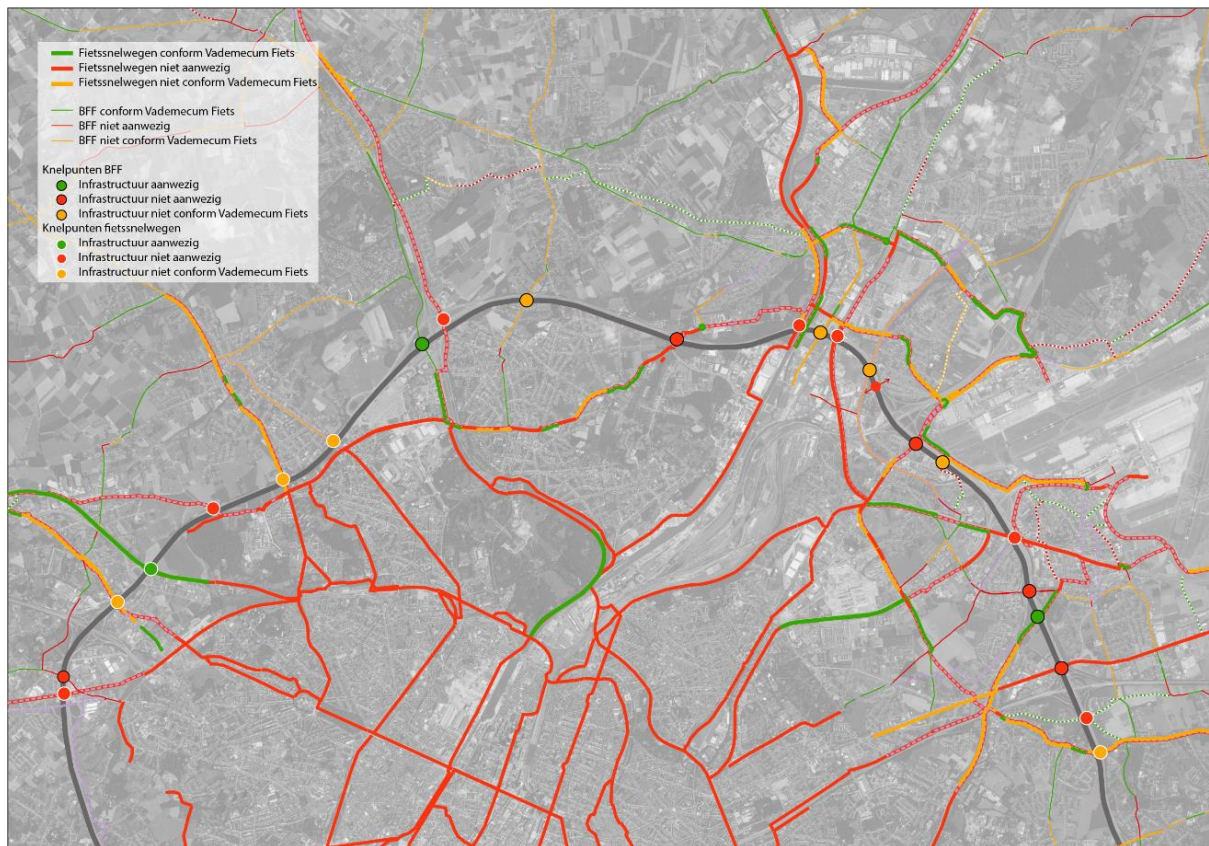 Fietssnelwegen conform Vademecum Fiets
Fietssnelwegen niet aanwezig
Fietssnelwegen niet conform Vademecum Fiets
BFF conform Vademecum Fiets
BFF niet aanwezig
BFF niet conform Vademecum Fiets
Knelpunten BFF
Infrastructuur aanwezig
Infrastructuur niet aanwezig
Infrastructuur niet conform Vademecum Fiets
Knelpunten fietssnelwegen
Infrastructuur aanwezig
Infrastructuur niet aanwezig
Infrastructuur niet conform Vademecum Fiets